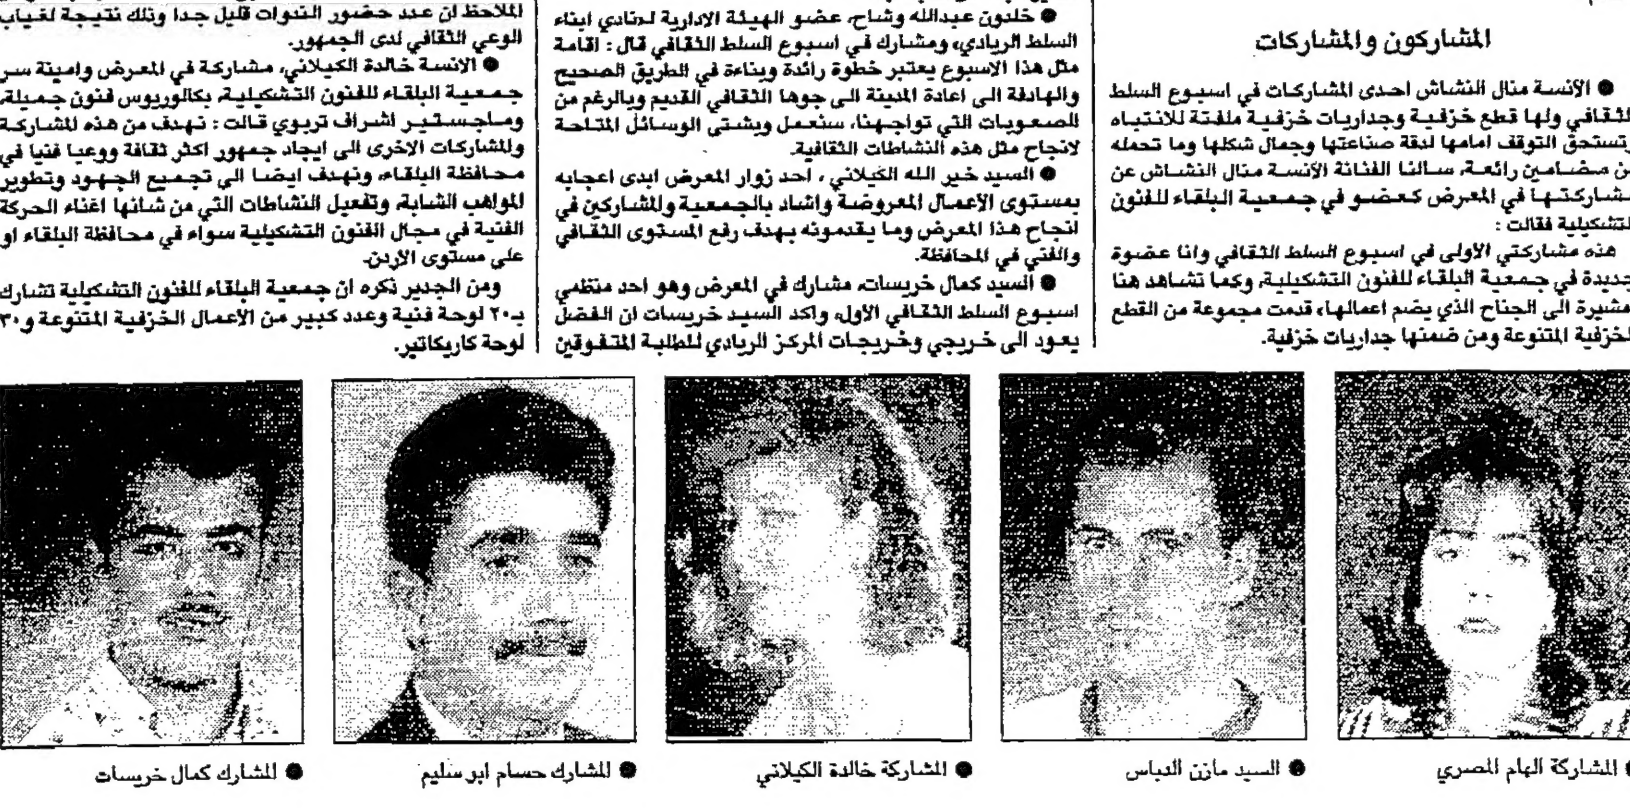 المشاركون والمشاركات
● الآنسة منال النشاش احدى المشاركات في اسبوع السلط
الثقافي ولها قطع خزفية وجداريات خزفية ملفتة للانتباه
وتستحق التوقف امامها لدقة صناعتها وجمال شكلها وما تحمله
من مضامين رائعة، سالنا الفنانة الآنسة منال النشاش عن
مشاركتها في المعرض كعضو في جمعية البلقاء للفنون
التشكيلية فقالت :
هذه مشاركتي الأولى في اسبوع السلط الثقافي وانا عضوة
جديدة في جمعية البلقاء للفنون التشكيلية، وكما تشاهد هنا
مشيرة الى الجناح الذي يضم اعمالها، قدمت مجموعة من القطع
الخزفية المتنوعة ومن ضمنها جداريات خزفية.
● خلدون عبدالله وشاح، عضو الهيئة الادارية لنادي ابناء
السلط الريادي، ومشارك في اسبوع السلط الثقافي قال : اقامة
مثل هذا الاسبوع يعتبر خطوة رائدة وبناءة في الطريق الصحيح
والهادفة الى اعادة المدينة الى جوها الثقافي القديم وبالرغم من
الصعوبات التي تواجهنا، سنعمل وبشتى الوسائل المتاحة
لانجاح مثل هذه النشاطات الثقافية.
● السيد خير الله الكيلاني ، احد زوار المعرض ابدى اعجابه
بمستوى الأعمال المعروضة واشاد بالجمعية والمشاركين في
انجاح هذا المعرض وما يقدمونه بهدف رفع المستوى الثقافي
والفني في المحافظة.
● السيد كمال خريسات، مشارك في المعرض وهو احد منظمي
اسبوع السلط الثقافي الأول، واكد السيد خريسات ان الفضل
يعود الى خريجي وخريجات المركز الريادي للطلبة المتفوقين
الملاحظ ان عدد حضور الندوات قليل جدا وذلك نتيجة لغياب
الوعي الثقافي لدى الجمهور.
● الانسة خالدة الكيلاني، مشاركة في المعرض وامينة سر
جمعية البلقاء للفنون التشكيلية، بكالوريوس فنون جميلة،
وماجستير اشراف تربوي قالت : نهدف من هذه المشاركة
والمشاركات الاخرى الى ايجاد جمهور اكثر ثقافة ووعيا فنيا في
محافظة البلقاء، ونهدف ايضا الى تجميع الجهود وتطوير
المواهب الشابة، وتفعيل النشاطات التي من شانها اغناء الحركة
الفنية في مجال الفنون التشكيلية سواء في محافظة البلقاء او
على مستوى الأردن.
ومن الجدير ذكره ان جمعية البلقاء للفنون التشكيلية تشارك
بـ٢٠ لوحة فنية وعدد كبير من الأعمال الخزفية المتنوعة و٣٠
لوحة كاريكاتير.
● المشاركة الهام المصري
● السيد مازن الدباس
● المشاركة خالدة الكيلاني
● المشارك حسام ابو سليم
● المشارك كمال خريسات